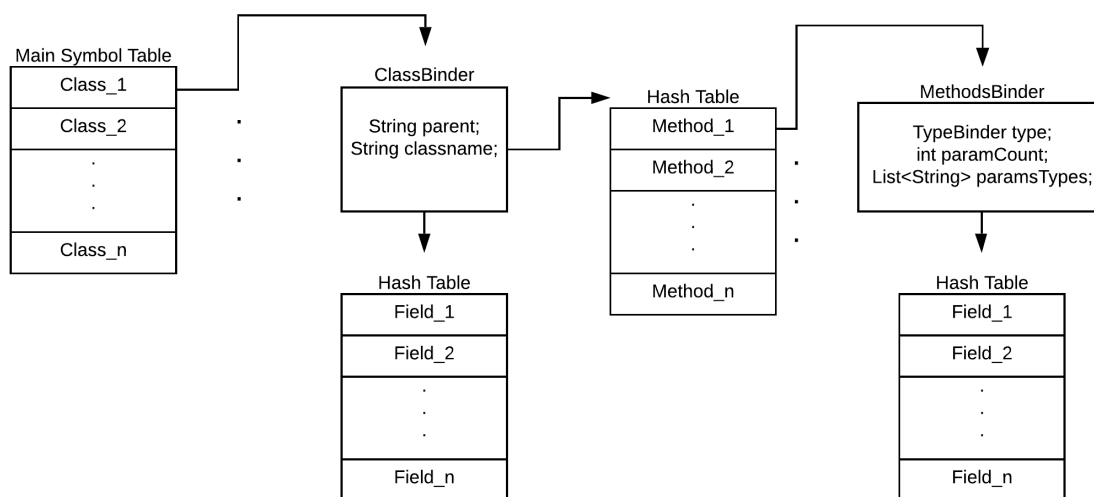 Main Symbol Table
Class_1
Class_2
.
.
.
Class_n
.
.
.
ClassBinder
String parent;
String classname;
Hash Table
Field_1
Field_2
.
.
.
Field_n
Hash Table
Method_1
Method_2
.
.
.
Method_n
.
.
.
MethodsBinder
TypeBinder type;
int paramCount;
List<String> paramsTypes;
Hash Table
Field_1
Field_2
.
.
.
Field_n